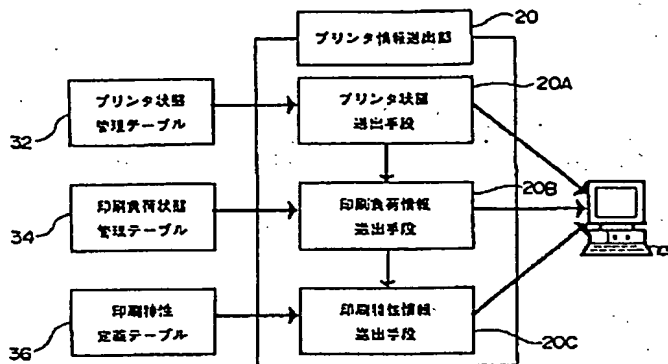 プリンタ情報送出部
20
プリンタ状態
管理テーブル
32
プリンタ状態
送出手段
20A
印刷負荷状態
管理テーブル
34
印刷負荷情報
送出手段
20B
印刷特性
定義テーブル
36
印刷特性情報
送出手段
20C